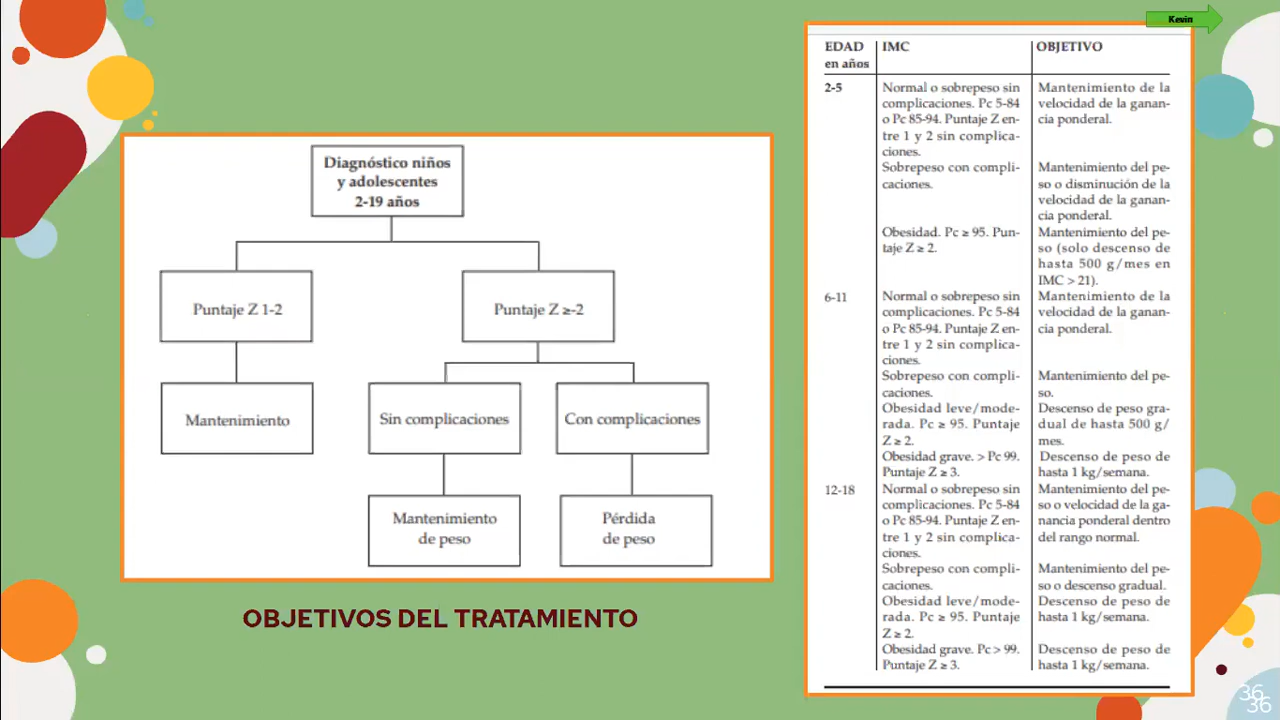 Kevin
Diagnóstico niños
y adolescentes
2-19 años
Puntaje Z 1-2
Puntaje Z ≥-2
Mantenimiento
Sin complicaciones
Con complicaciones
Mantenimiento
de peso
Pérdida
de peso
OBJETIVOS DEL TRATAMIENTO
EDAD
en años
IMC
OBJETIVO
2-5
Normal o sobrepeso sin
complicaciones. Pc 5-84
o Pc 85-94. Puntaje Z en-
tre 1 y 2 sin complica-
ciones.
Mantenimiento de la
velocidad de la ganan-
cia ponderal.
Sobrepeso con compli-
caciones.
Mantenimiento del pe-
so o disminución de la
velocidad de la ganan-
cia ponderal.
Obesidad. Pc ≥ 95. Pun-
taje Z ≥ 2.
Mantenimiento del pe-
so (solo descenso de
hasta 500 g/mes en
IMC > 21).
6-11
Normal o sobrepeso sin
complicaciones. Pc 5-84
o Pc 85-94. Puntaje Z en-
tre 1 y 2 sin complica-
ciones.
Mantenimiento de la
velocidad de la ganan-
cia ponderal.
Sobrepeso con compli-
caciones.
Mantenimiento del pe-
so.
Obesidad leve/mode-
rada. Pc ≥ 95. Puntaje
Z ≥ 2.
Descenso de peso gra-
dual de hasta 500 g/
mes.
Obesidad grave. > Pc 99.
Puntaje Z ≥ 3.
Descenso de peso de
hasta 1 kg/semana.
12-18
Normal o sobrepeso sin
complicaciones. Pc 5-84
o Pc 85-94. Puntaje Z en-
tre 1 y 2 sin complica-
ciones.
Mantenimiento del pe-
so o velocidad de la ga-
nancia ponderal dentro
del rango normal.
Sobrepeso con compli-
caciones.
Mantenimiento del pe-
so o descenso gradual.
Obesidad leve/mode-
rada. Pc ≥ 95. Puntaje
Z ≥ 2.
Descenso de peso de
hasta 1 kg/semana.
Obesidad grave. Pc > 99.
Puntaje Z ≥ 3.
Descenso de peso de
hasta 1 kg/semana.
36
36